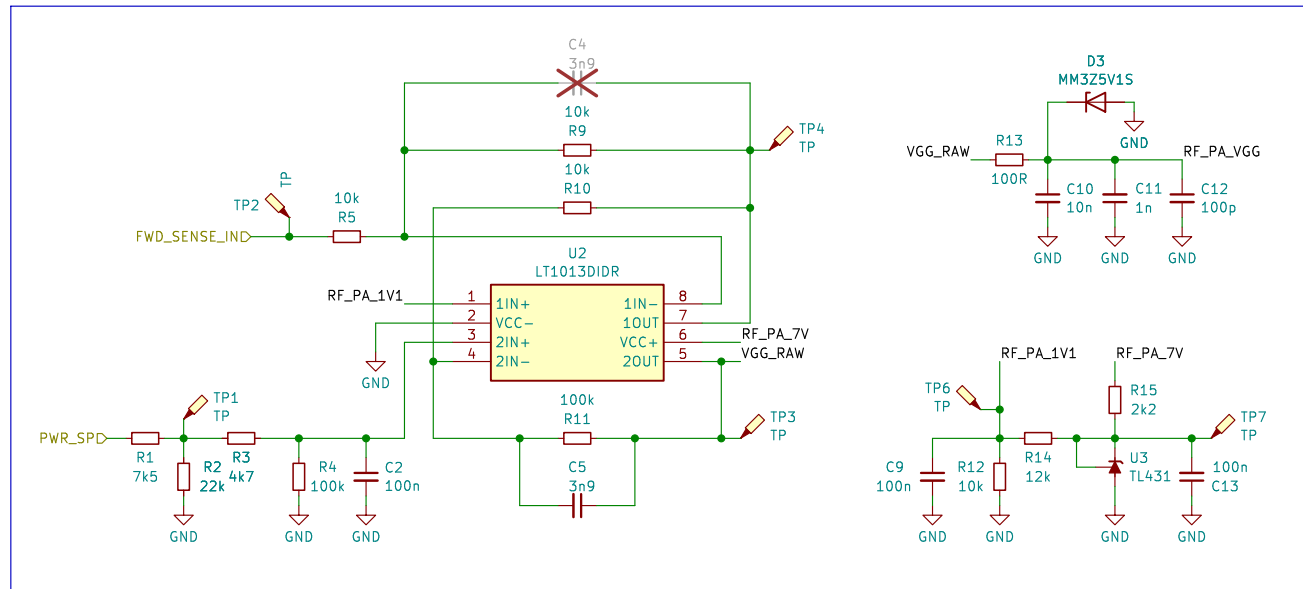 C4
3n9
10k
R9
10k
R10
TP4
TP
TP2
TP
10k
R5
FWD_SENSE_IN
U2
LT1013DIDR
RF_PA_1V1
1
1IN+
2
VCC-
3
2IN+
4
2IN-
1IN-
8
1OUT
7
VCC+
6
2OUT
5
RF_PA_7V
VGG_RAW
GND
100k
R11
C5
3n9
TP3
TP
TP1
TP
PWR_SP
R1
7k5
R2
22k
R3
4k7
R4
100k
C2
100n
GND
GND
GND
D3
MM3Z5V1S
GND
VGG_RAW
R13
100R
RF_PA_VGG
C10
10n
C11
1n
C12
100p
GND
GND
GND
RF_PA_1V1
RF_PA_7V
TP6
TP
R15
2k2
TP7
TP
C9
100n
R12
10k
R14
12k
U3
TL431
100n
C13
GND
GND
GND
GND